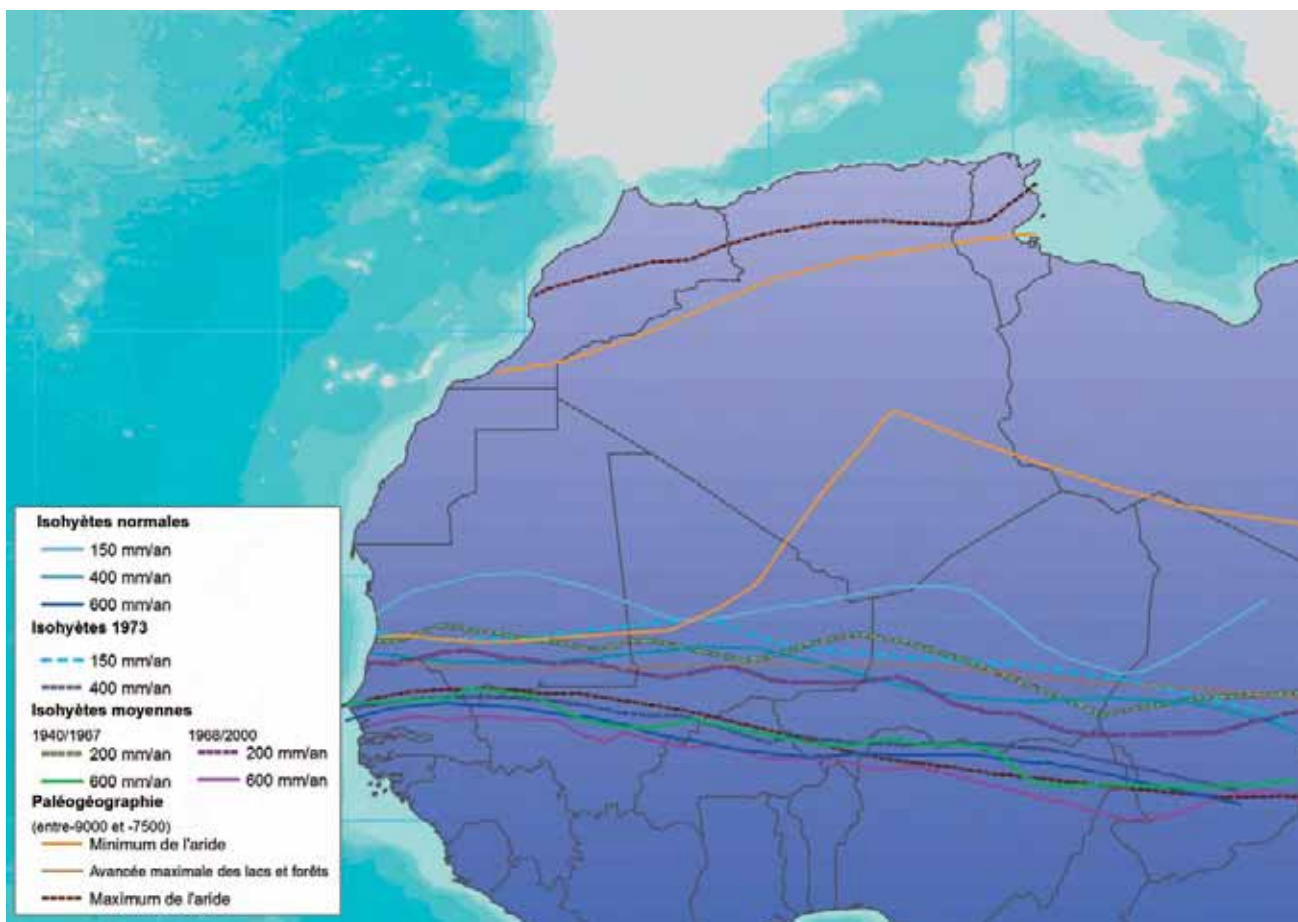 Isohyètes normales
150 mm/an
400 mm/an
600 mm/an
Isohyètes 1973
150 mm/an
400 mm/an
Isohyètes moyennes
1940/1967 1968/2000
200 mm/an 200 mm/an
600 mm/an 600 mm/an
Paléogéographie
(entre-9000 et -7500)
Minimum de l'aride
Avancée maximale des lacs et forêts
Maximum de l'aride